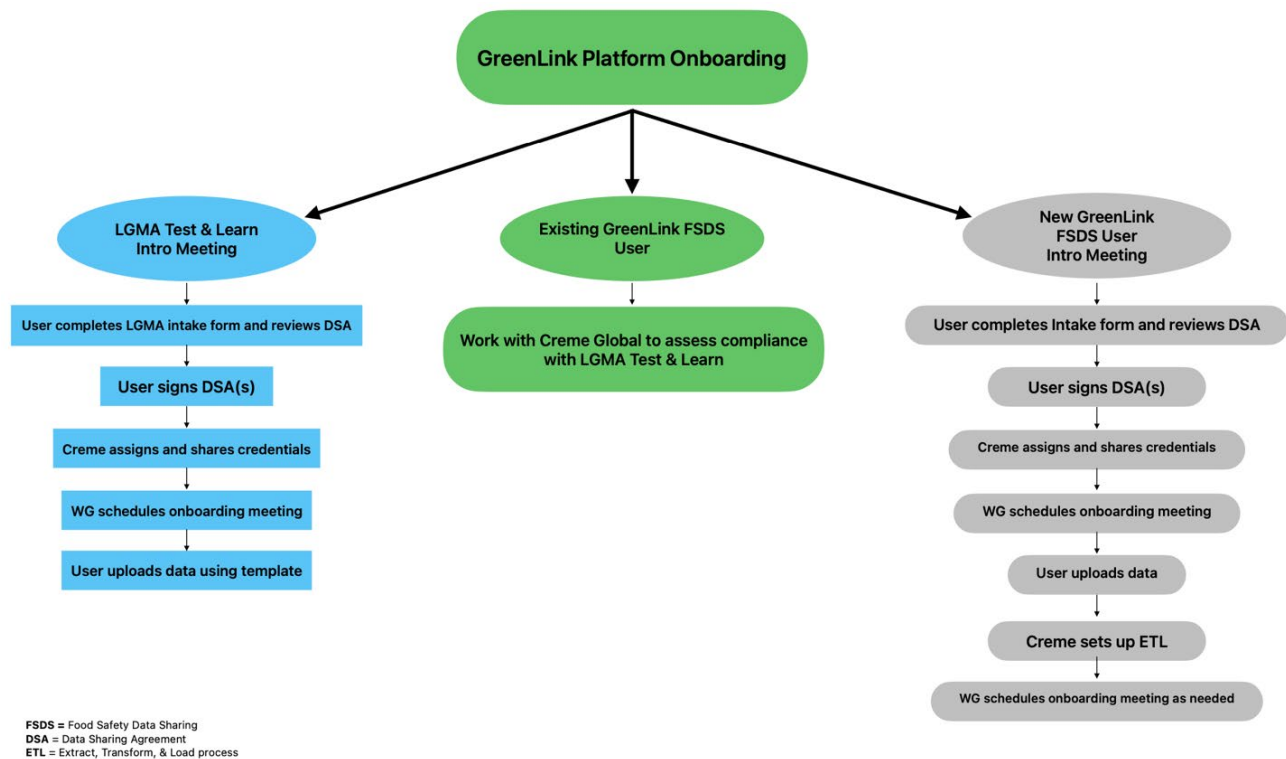 GreenLink Platform Onboarding
LGMA Test & Learn
Intro Meeting
User completes LGMA intake form and reviews DSA
User signs DSA(s)
Creme assigns and shares credentials
WG schedules onboarding meeting
User uploads data using template
Existing GreenLink FSDS
User
Work with Creme Global to assess compliance
with LGMA Test & Learn
New GreenLink
FSDS User
Intro Meeting
User completes Intake form and reviews DSA
User signs DSA(s)
Creme assigns and shares credentials
WG schedules onboarding meeting
User uploads data
Creme sets up ETL
WG schedules onboarding meeting as needed
FSDS = Food Safety Data Sharing
DSA = Data Sharing Agreement
ETL = Extract, Transform, & Load process